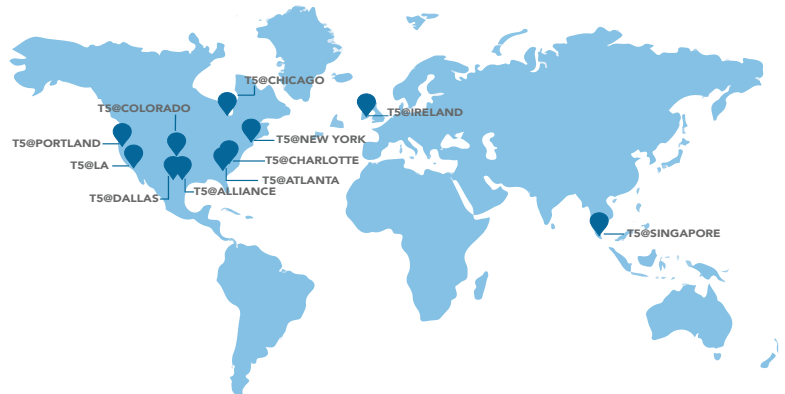 T5@CHICAGO
T5@COLORADO
T5@IRELAND
T5@PORTLAND
T5@NEW YORK
T5@LA
T5@CHARLOTTE
T5@ATLANTA
T5@DALLAS
T5@ALLIANCE
T5@SINGAPORE